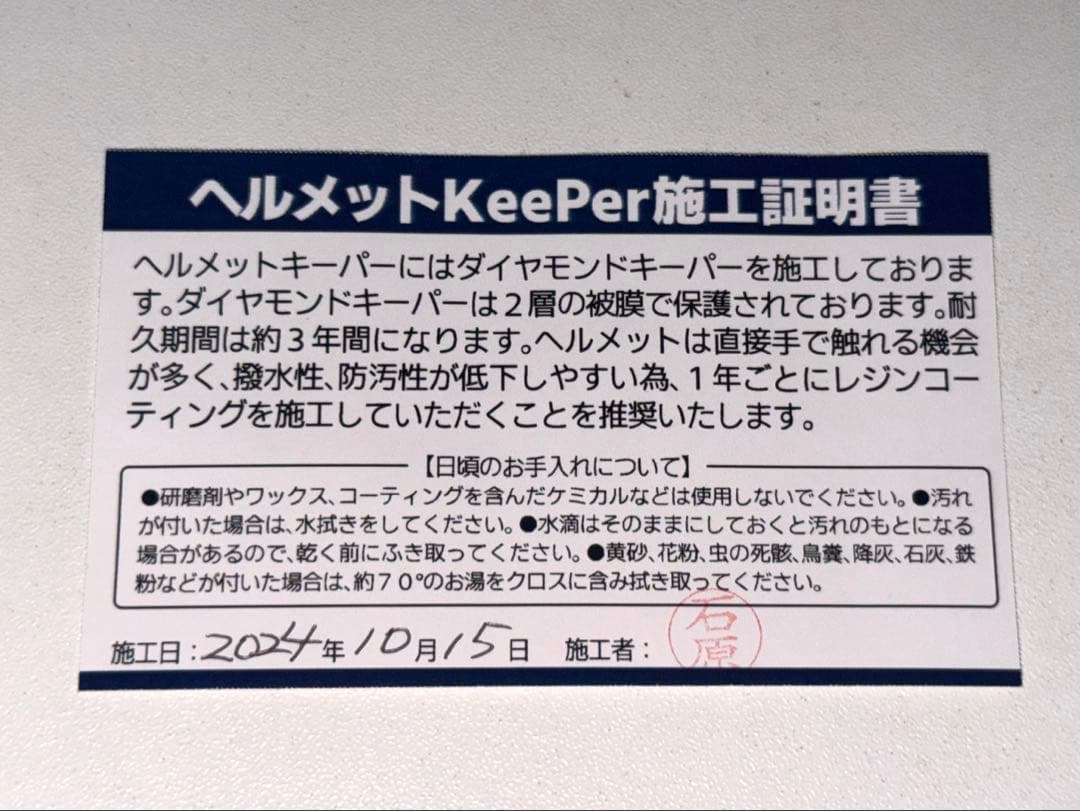 ヘルメットKeePer施工証明書
ヘルメットキーパーにはダイヤモンドキーパーを施工しておりま
す。ダイヤモンドキーパーは2層の被膜で保護されております。耐
久期間は約3年間になります。ヘルメットは直接手で触れる機会
が多く、撥水性、防汚性が低下しやすい為、1年ごとにレジンコー
ティングを施工していただくことを推奨いたします。
【日頃のお手入れについて】
●研磨剤やワックス、コーティングを含んだケミカルなどは使用しないでください。●汚れ
が付いた場合は、水拭きをしてください。●水滴はそのままにしておくと汚れのもとになる
場合があるので、乾く前にふき取ってください。●黄砂、花粉、虫の死骸、鳥糞、降灰、石灰、鉄
粉などが付いた場合は、約70°のお湯をクロスに含み拭き取ってください。
施工日:2024年10月15日 施工者: 石原